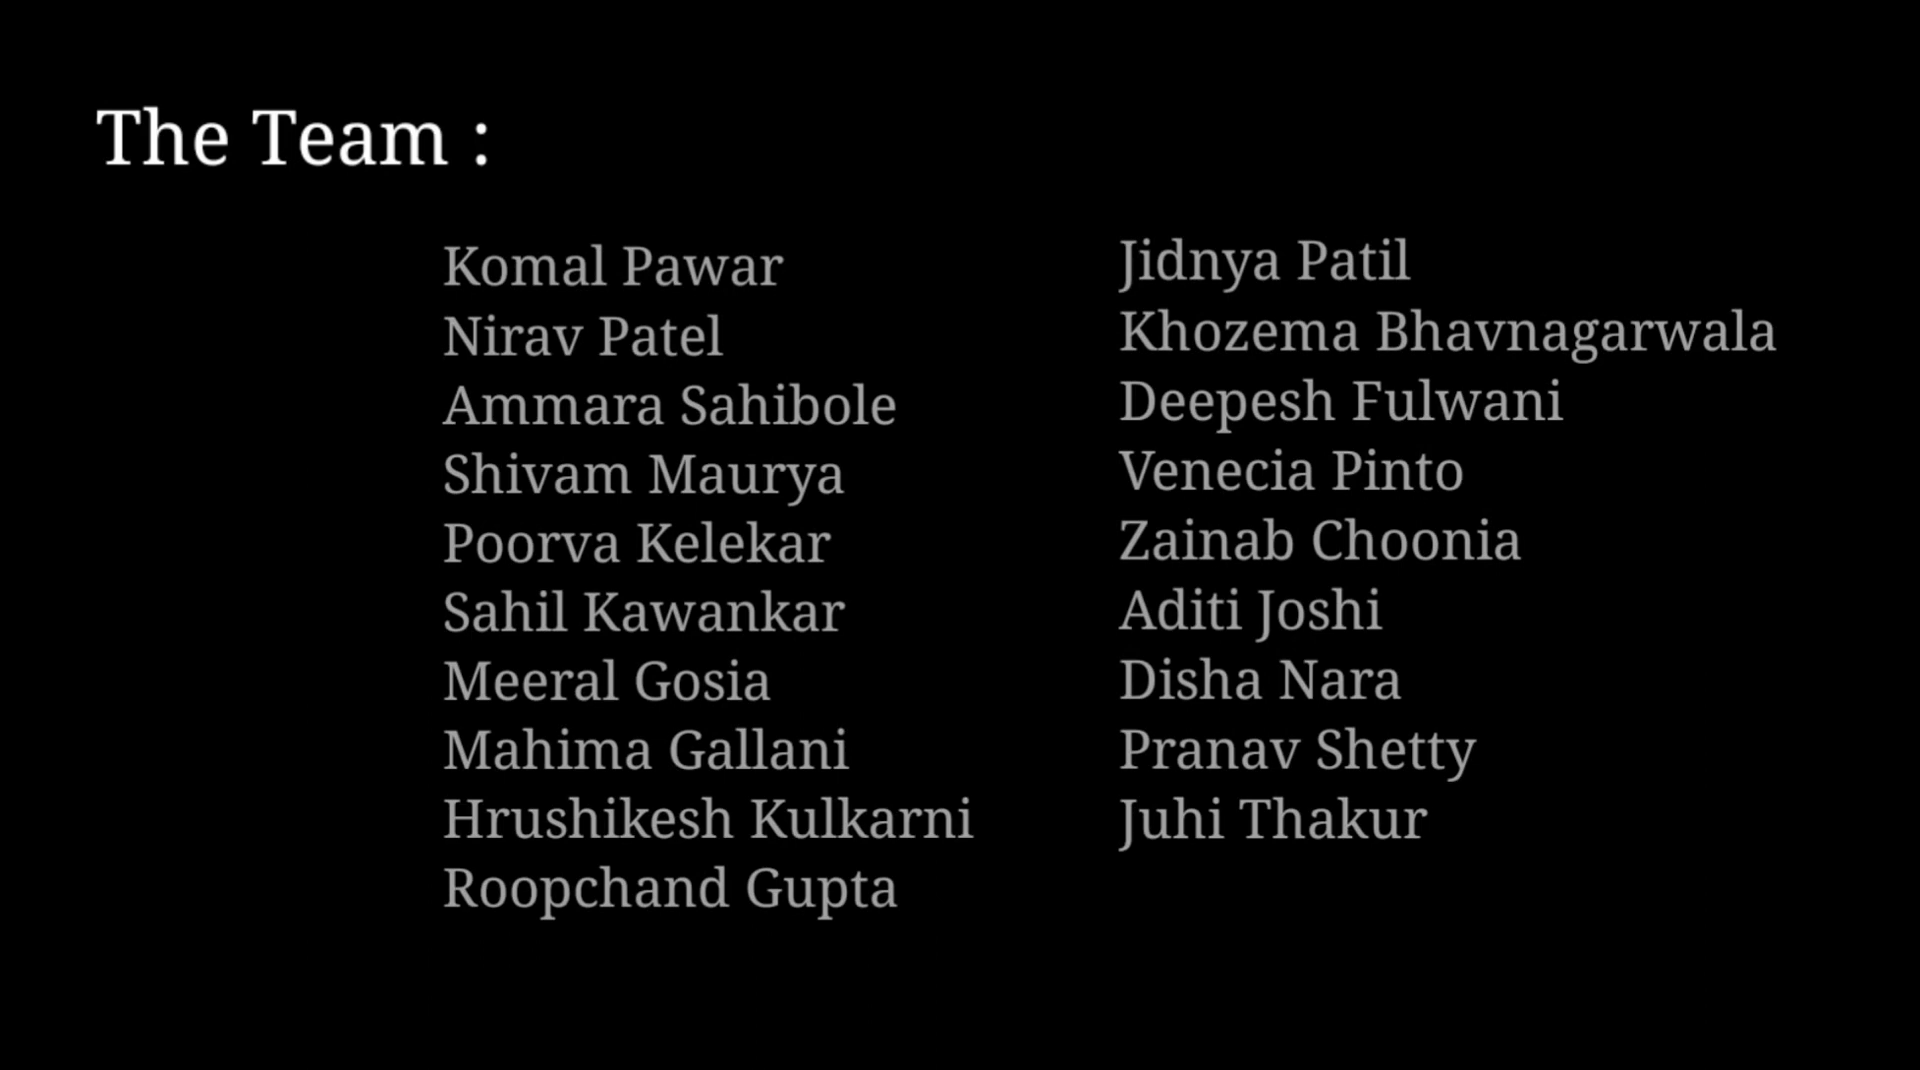 The Team :
Komal Pawar
Nirav Patel
Ammara Sahibole
Shivam Maurya
Poorva Kelekar
Sahil Kawankar
Meeral Gosia
Mahima Gallani
Hrushikesh Kulkarni
Roopchand Gupta
Jidnya Patil
Khozema Bhavnagarwala
Deepesh Fulwani
Venecia Pinto
Zainab Choonia
Aditi Joshi
Disha Nara
Pranav Shetty
Juhi Thakur